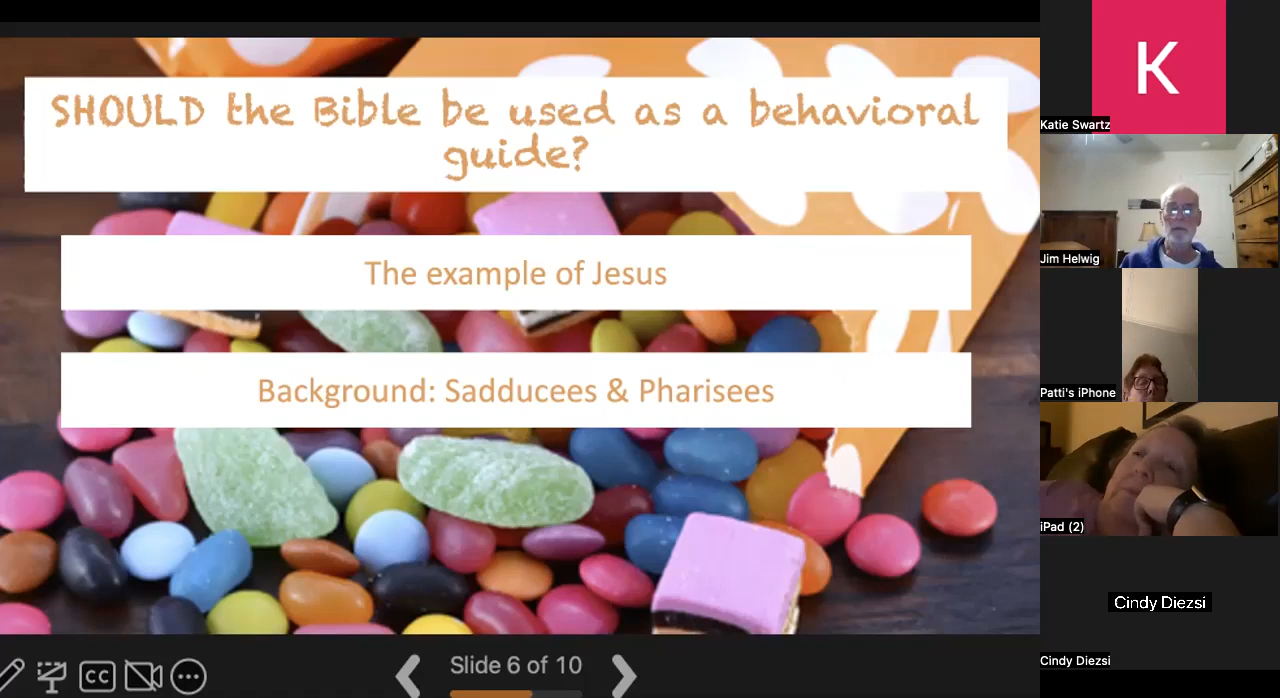 SHOULD the Bible be used as a behavioral
guide?
The example of Jesus
Background: Sadducees & Pharisees
CC
Slide 6 of 10
K
Katie Swartz
Jim Helwig
Patti's iPhone
iPad (2)
Cindy Diezsi
Cindy Diezsi